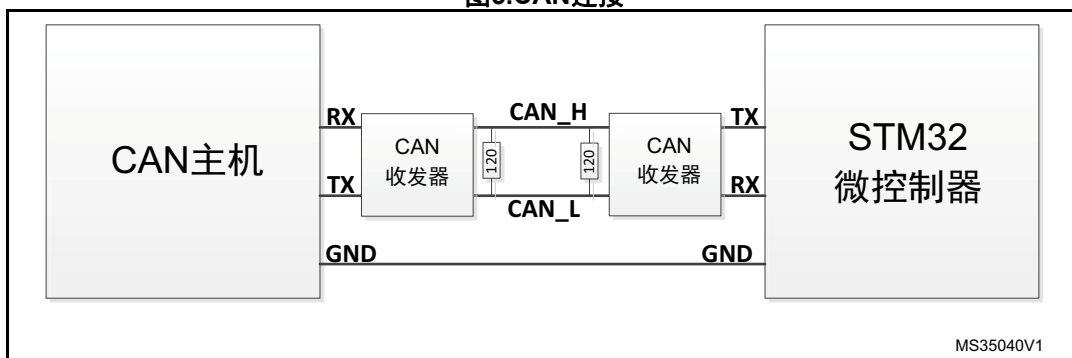 CAN_H
RX
TX
CAN主机
CAN
收发器
120
120
CAN
收发器
STM32
微控制器
TX
RX
CAN_L
GND
GND
MS35040V1